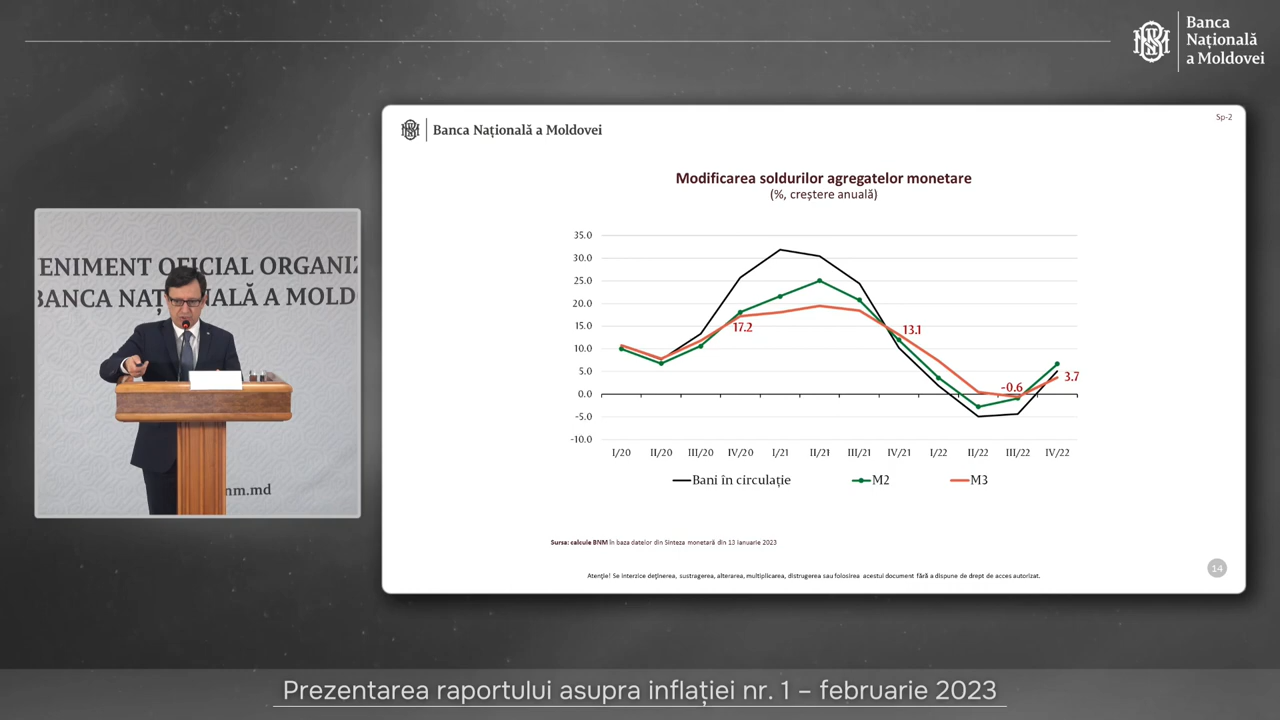 Banca
Națională
a Moldovei
Sp-2
Banca Națională a Moldovei
Modificarea soldurilor agregatelor monetare
(%, creștere anuală)
35.0
30.0
25.0
20.0
15.0
10.0
5.0
0.0
-5.0
-10.0
17.2
13.1
-0.6
3.7
I/20 II/20 III/20 IV/20 I/21 II/21 III/21 IV/21 I/22 II/22 III/22 IV/22
Bani în circulație M2 M3
Sursa: calcule BNM în baza datelor din Sinteza monetară din 13 ianuarie 2023
Atenție! Se interzice deținerea, sustragerea, alterarea, multiplicarea, distrugerea sau folosirea acestui document fără a dispune de drept de acces autorizat.
14
ENIMENT OFICIAL ORGANIZ
BANCA NAȚ NALĂ A MOLD
nm.md
Prezentarea raportului asupra inflației nr. 1 – februarie 2023